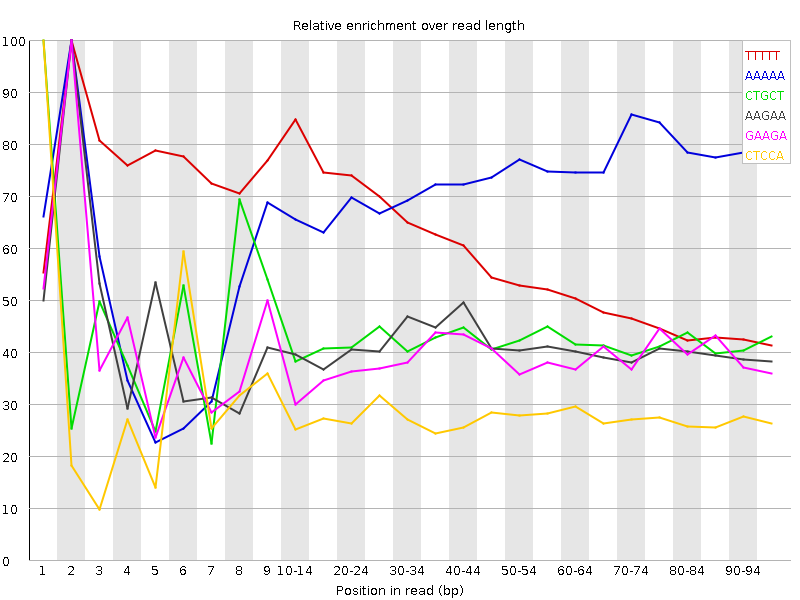 Relative enrichment over read length
100
90
80
70
60
50
40
30
20
10
0
TTTTT
AAAAA
CTGCT
AAGAA
GAAGA
CTCCA
1 2 3 4 5 6 7 8 9 10-14 20-24 30-34 40-44 50-54 60-64 70-74 80-84 90-94
Position in read (bp)